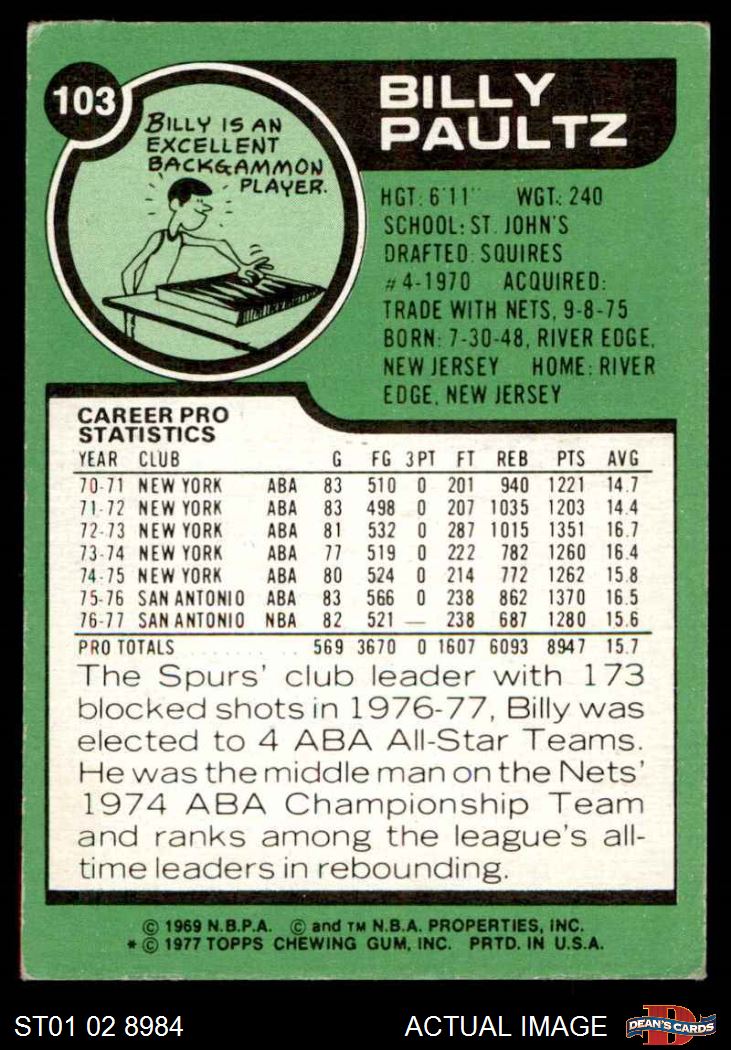 103
BILLY IS AN
EXCELLENT
BACKGAMMON
PLAYER.
BILLY
PAULTZ
HGT: 6'11" WGT.: 240
SCHOOL: ST. JOHN'S
DRAFTED: SQUIRES
#4-1970 ACQUIRED:
TRADE WITH NETS, 9-8-75
BORN: 7-30-48, RIVER EDGE,
NEW JERSEY HOME: RIVER
EDGE, NEW JERSEY
CAREER PRO
STATISTICS
YEAR CLUB G FG 3PT FT REB PTS AVG
70-71 NEW YORK ABA 83 510 0 201 940 1221 14.7
71-72 NEW YORK ABA 83 498 0 207 1035 1203 14.4
72-73 NEW YORK ABA 81 532 0 287 1015 1351 16.7
73-74 NEW YORK ABA 77 519 0 222 782 1260 16.4
74-75 NEW YORK ABA 80 524 0 214 772 1262 15.8
75-76 SAN ANTONIO ABA 83 566 0 238 862 1370 16.5
76-77 SAN ANTONIO NBA 82 521 — 238 687 1280 15.6
PRO TOTALS 569 3670 0 1607 6093 8947 15.7
The Spurs' club leader with 173
blocked shots in 1976-77, Billy was
elected to 4 ABA All-Star Teams.
He was the middle man on the Nets'
1974 ABA Championship Team
and ranks among the league's all-
time leaders in rebounding.
© 1969 N.B.P.A. © and TM N.B.A. PROPERTIES, INC.
* © 1977 TOPPS CHEWING GUM, INC. PRTD. IN U.S.A.
ST01 02 8984 ACTUAL IMAGE
D
DEAN'S CARDS